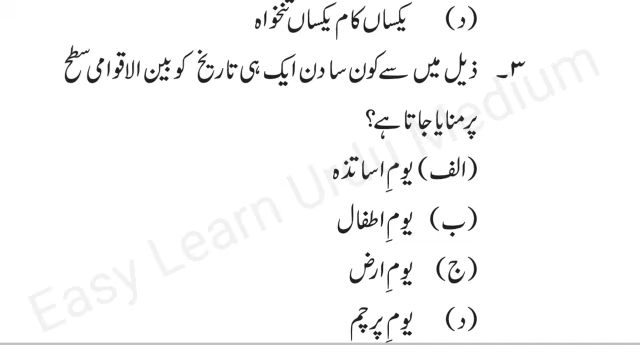 (د) یکساں کام یکساں تنخواہ
۳۔ ذیل میں سے کون سا دن ایک ہی تاریخ کو بین الاقوامی سطح
پر منایا جاتا ہے؟
(الف) یومِ اساتذہ
(ب) یومِ اطفال
(ج) یومِ ارض
(د) یومِ پرچم
Easy Learn Urdu Medium